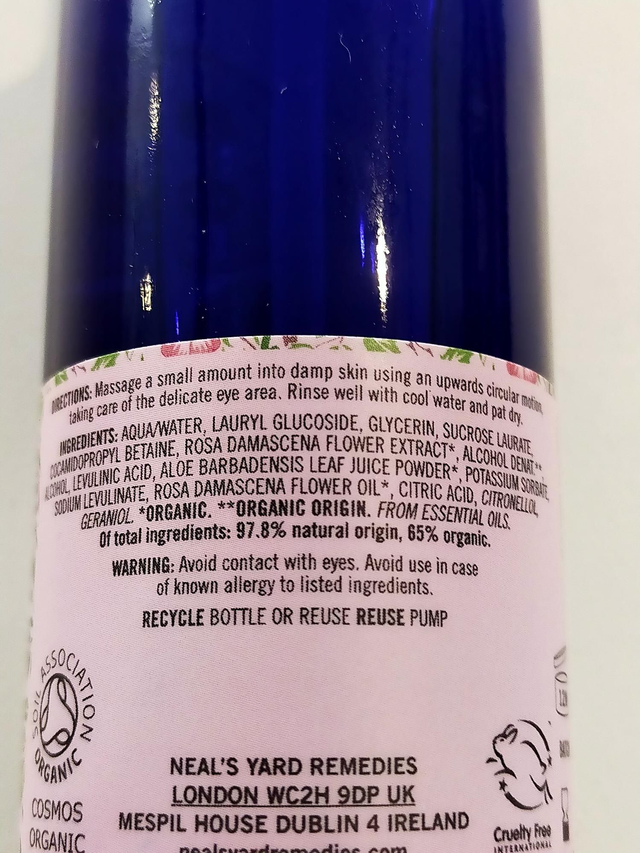 DIRECTIONS: Massage a small amount into damp skin using an upwards circular motion,
taking care of the delicate eye area. Rinse well with cool water and pat dry.
INGREDIENTS: AQUA/WATER, LAURYL GLUCOSIDE, GLYCERIN, SUCROSE LAURATE,
COCAMIDOPROPYL BETAINE, ROSA DAMASCENA FLOWER EXTRACT*, ALCOHOL DENAT.**
ALCOHOL, LEVULINIC ACID, ALOE BARBADENSIS LEAF JUICE POWDER*, POTASSIUM SORBATE,
SODIUM LEVULINATE, ROSA DAMASCENA FLOWER OIL*, CITRIC ACID, CITRONELLOL,
GERANIOL. *ORGANIC. **ORGANIC ORIGIN. FROM ESSENTIAL OILS.
Of total ingredients: 97.8% natural origin, 65% organic.
WARNING: Avoid contact with eyes. Avoid use in case
of known allergy to listed ingredients.
RECYCLE BOTTLE OR REUSE REUSE PUMP
SOIL ASSOCIATION
ORGANIC
COSMOS
ORGANIC
NEAL'S YARD REMEDIES
LONDON WC2H 9DP UK
MESPIL HOUSE DUBLIN 4 IRELAND
nealsyardremedies.com
Cruelty Free
INTERNATIONAL